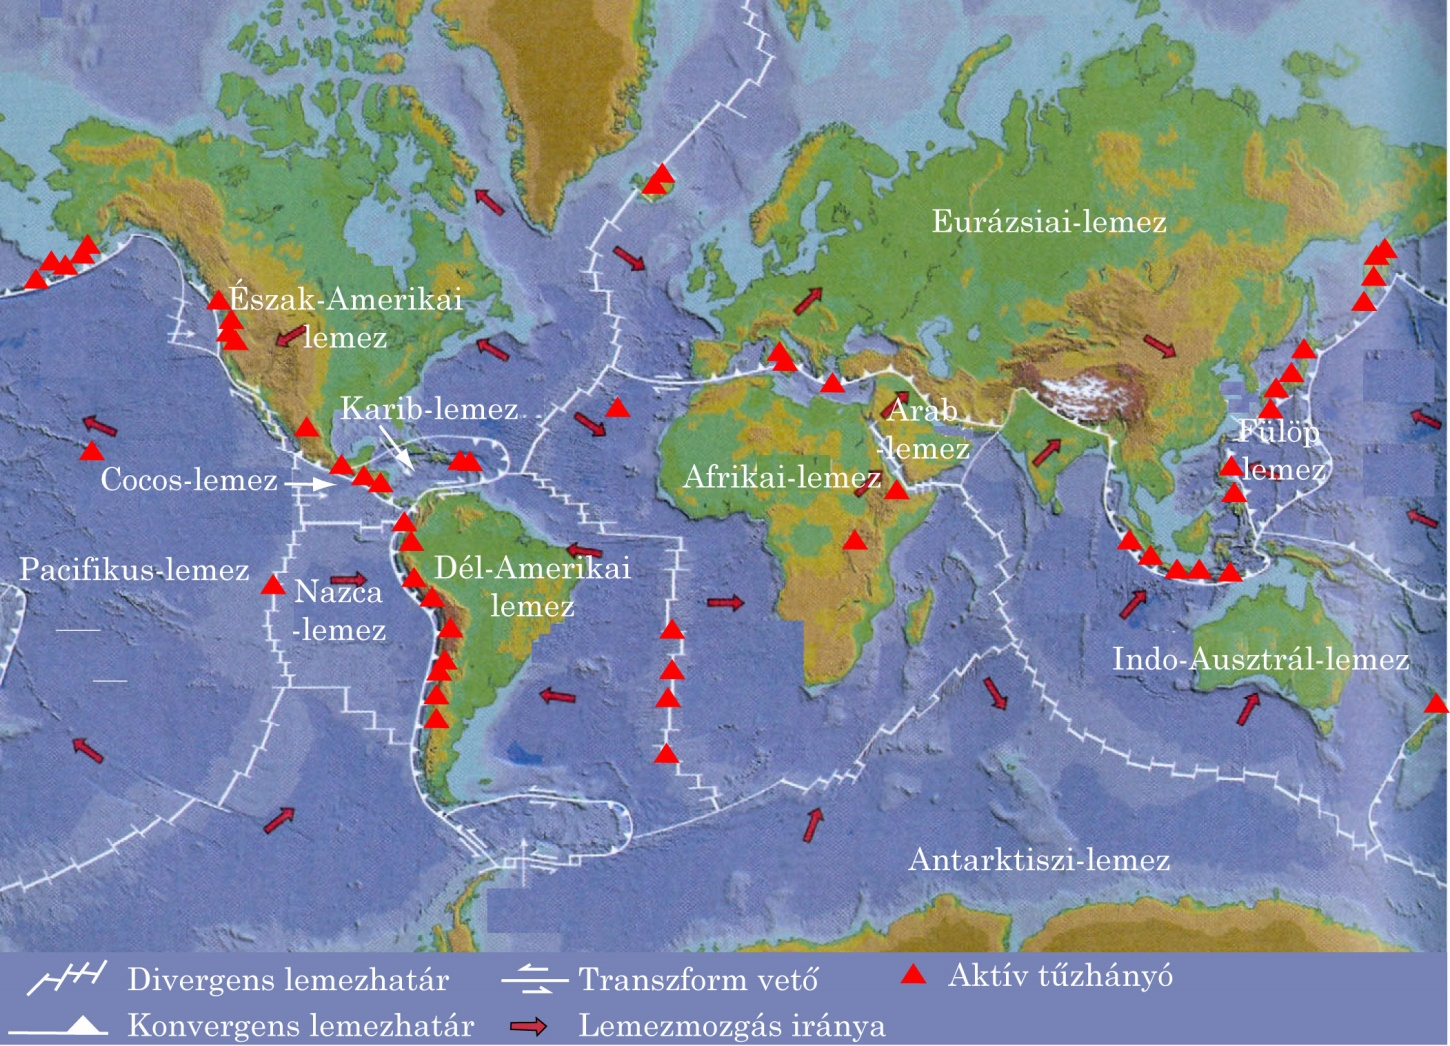 Eurázsiai-lemez
Észak-Amerikai
lemez
Karib-lemez
Arab
-lemez
Fülöp
lemez
Cocos-lemez
Afrikai-lemez
Pacifikus-lemez
Nazca
-lemez
Dél-Amerikai
lemez
Indo-Ausztrál-lemez
Antarktiszi-lemez
Divergens lemezhatár
Transzform vető
Aktív tűzhányó
Konvergens lemezhatár
Lemezmozgás iránya